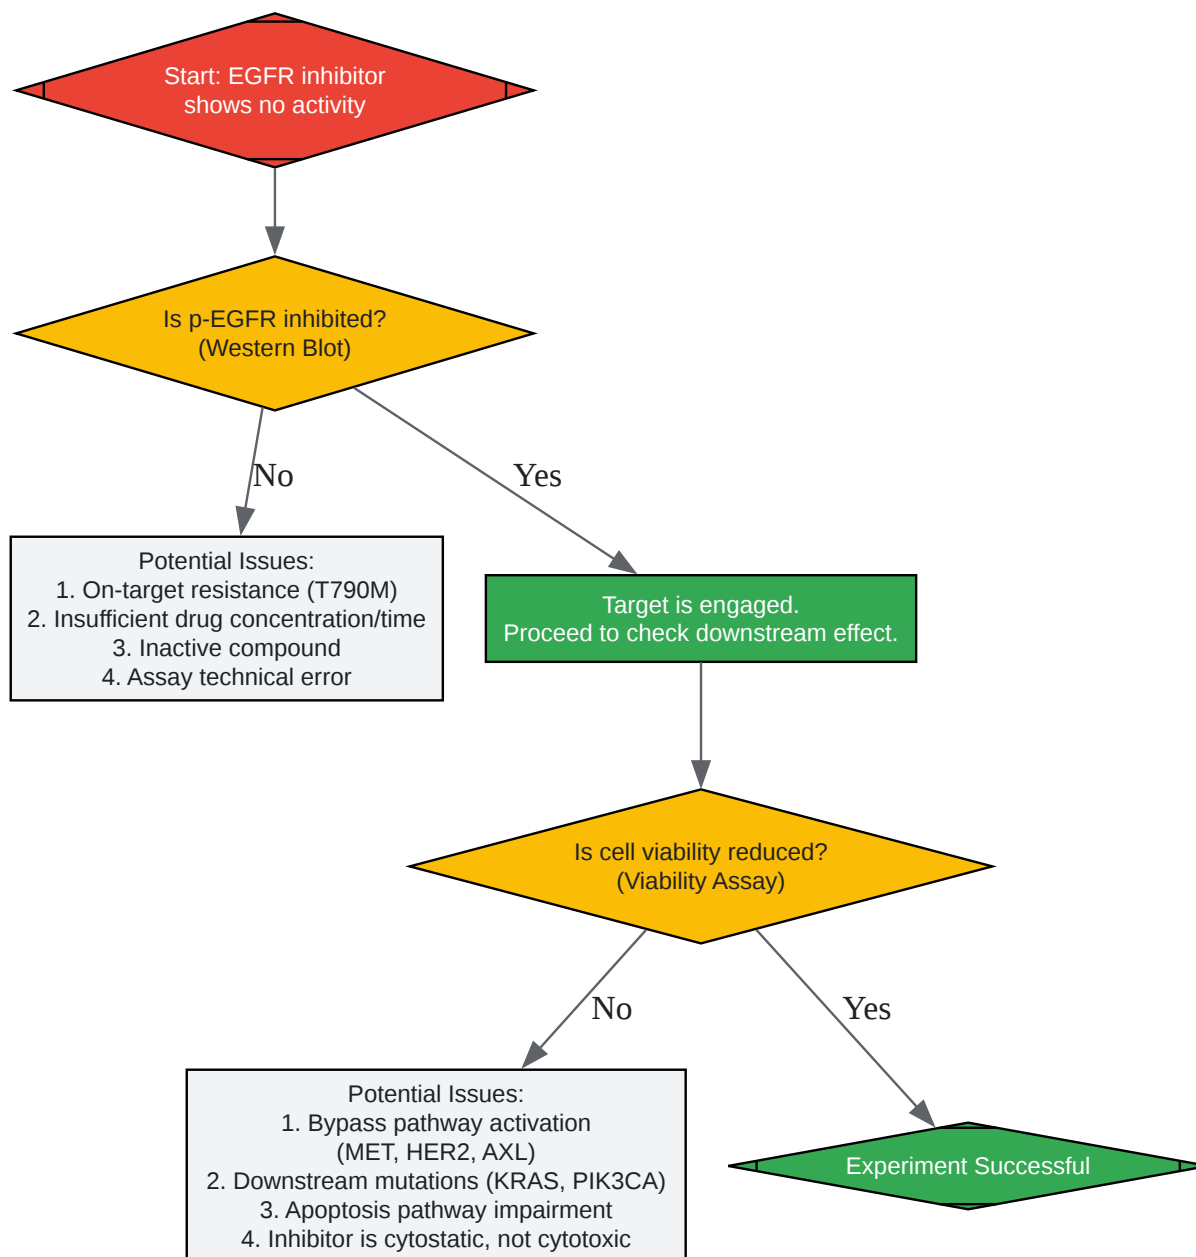 Start: EGFR inhibitor
shows no activity
Is p-EGFR inhibited?
(Western Blot)
No
Yes
Potential Issues:
1. On-target resistance (T790M)
2. Insufficient drug concentration/time
3. Inactive compound
4. Assay technical error
Target is engaged.
Proceed to check downstream effect.
Is cell viability reduced?
(Viability Assay)
No
Yes
Potential Issues:
1. Bypass pathway activation
(MET, HER2, AXL)
2. Downstream mutations (KRAS, PIK3CA)
3. Apoptosis pathway impairment
4. Inhibitor is cytostatic, not cytotoxic
Experiment Successful